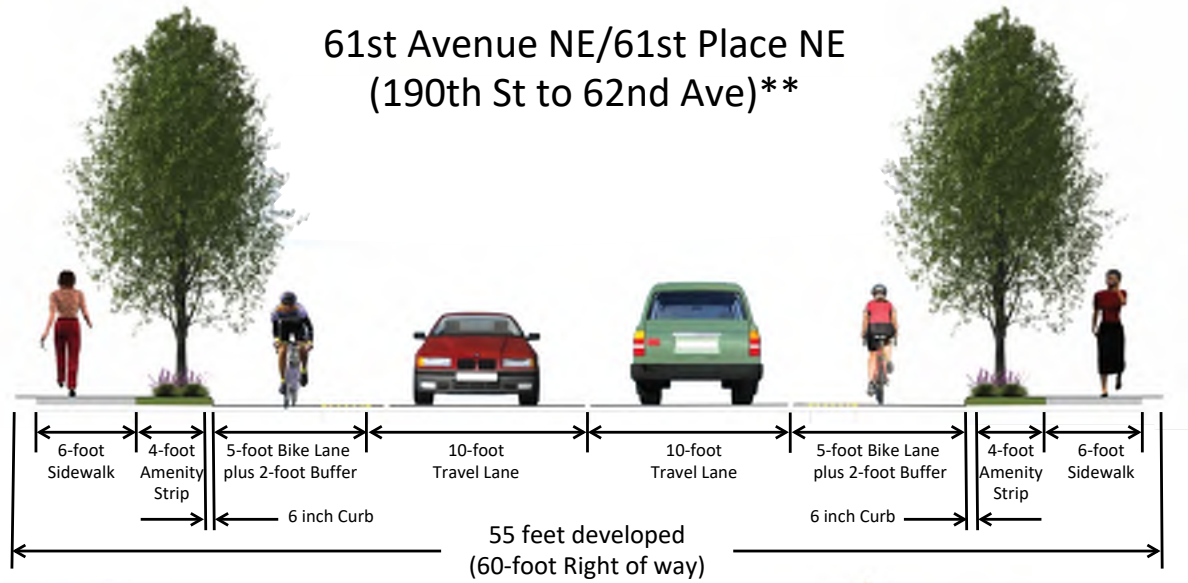 61st Avenue NE/61st Place NE
(190th St to 62nd Ave)**
6-foot
Sidewalk
4-foot
Amenity
Strip
5-foot Bike Lane
plus 2-foot Buffer
10-foot
Travel Lane
10-foot
Travel Lane
5-foot Bike Lane
plus 2-foot Buffer
4-foot
Amenity
Strip
6-foot
Sidewalk
6 inch Curb
6 inch Curb
55 feet developed
(60-foot Right of way)